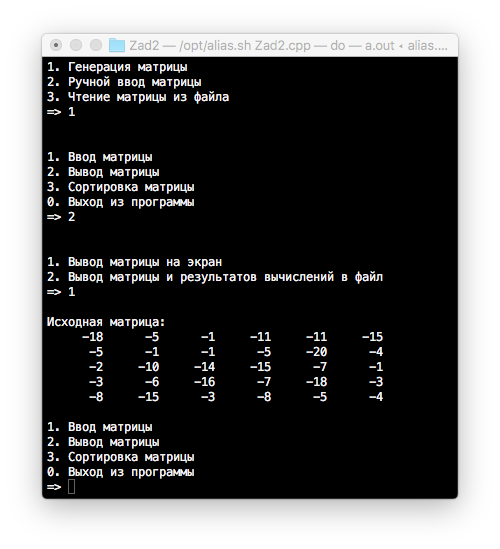 Zad2 — /opt/alias.sh Zad2.cpp — do — a.out ◂ alias....
1. Генерация матрицы
2. Ручной ввод матрицы
3. Чтение матрицы из файла
=> 1
1. Ввод матрицы
2. Вывод матрицы
3. Сортировка матрицы
0. Выход из программы
=> 2
1. Вывод матрицы на экран
2. Вывод матрицы и результатов вычислений в файл
=> 1
Исходная матрица:
-18 -5 -1 -11 -11 -15
-5 -1 -1 -5 -20 -4
-2 -10 -14 -15 -7 -1
-3 -6 -16 -7 -18 -3
-8 -15 -3 -8 -5 -4
1. Ввод матрицы
2. Вывод матрицы
3. Сортировка матрицы
0. Выход из программы
=>